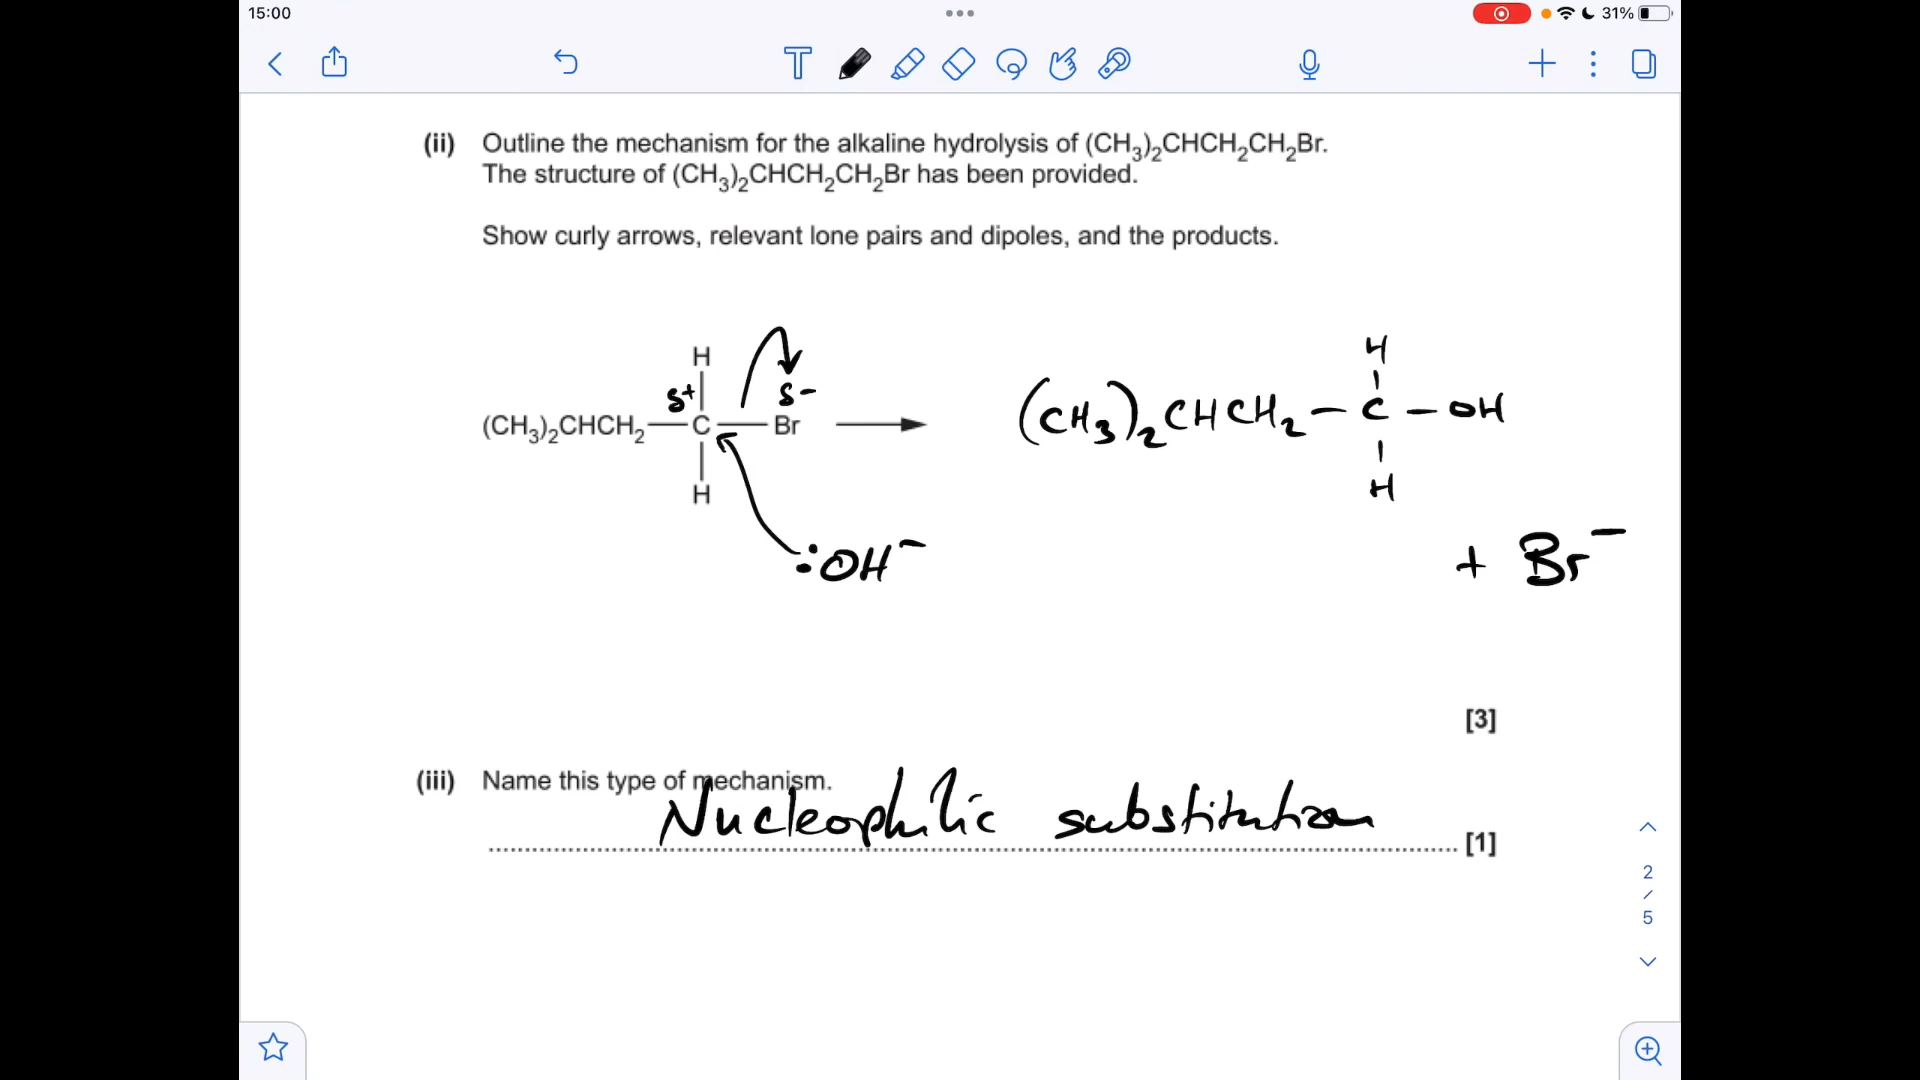 15:00
31%
(ii) Outline the mechanism for the alkaline hydrolysis of (CH₃)₂CHCH₂CH₂Br.
The structure of (CH₃)₂CHCH₂CH₂Br has been provided.
Show curly arrows, relevant lone pairs and dipoles, and the products.
H
δ+ δ-
(CH₃)₂CHCH₂—C—Br
H
:OH⁻
H
(CH₃)₂CHCH₂–C–OH
H
+ Br⁻
[3]
(iii) Name this type of mechanism.
Nucleophilic substitution
[1]
2
/
5